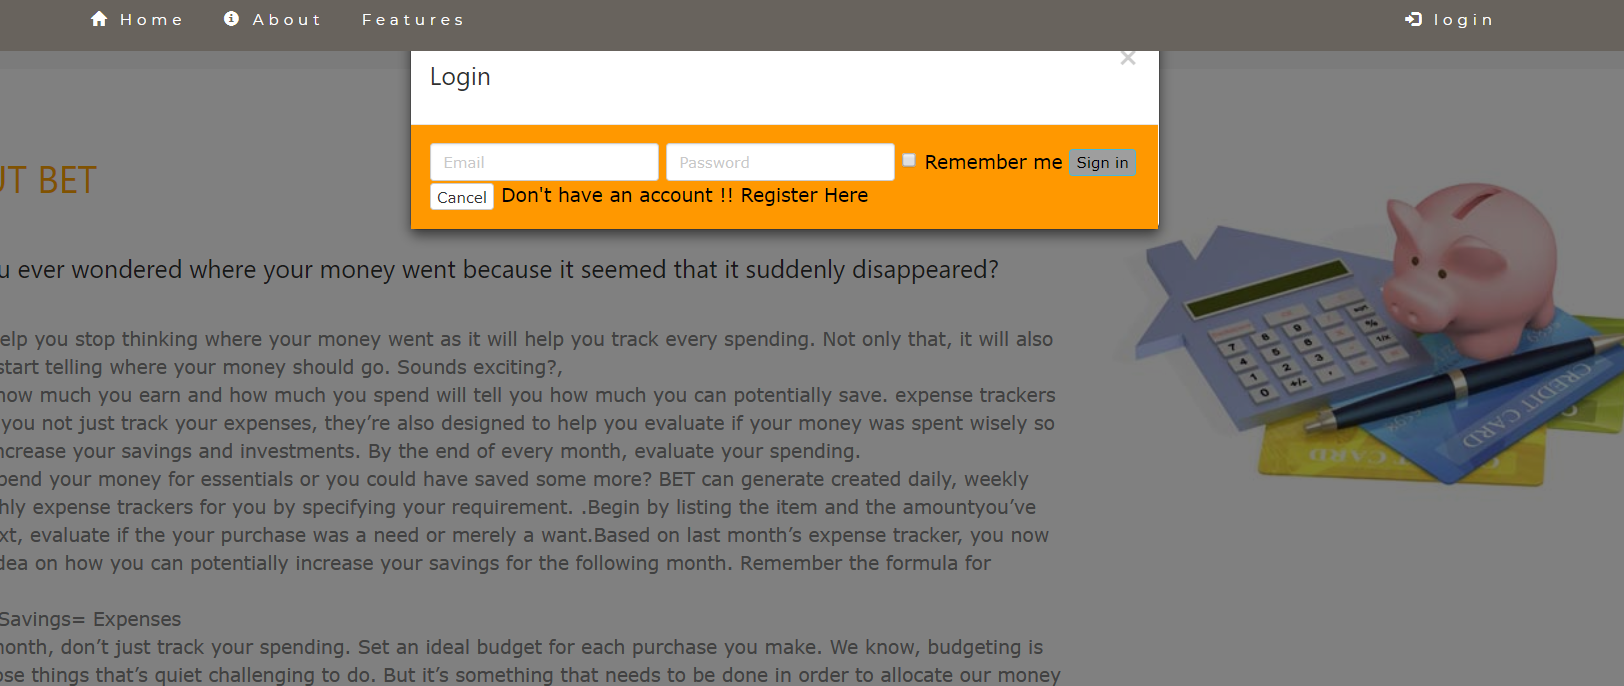 Home About Features login
×
Login
Email Password Remember me Sign in
Cancel Don't have an account !! Register Here
UT BET
u ever wondered where your money went because it seemed that it suddenly disappeared?
elp you stop thinking where your money went as it will help you track every spending. Not only that, it will also
start telling where your money should go. Sounds exciting?,
how much you earn and how much you spend will tell you how much you can potentially save. expense trackers
you not just track your expenses, they’re also designed to help you evaluate if your money was spent wisely so
ncrease your savings and investments. By the end of every month, evaluate your spending.
pend your money for essentials or you could have saved some more? BET can generate created daily, weekly
hly expense trackers for you by specifying your requirement. .Begin by listing the item and the amountyou’ve
xt, evaluate if the your purchase was a need or merely a want.Based on last month’s expense tracker, you now
dea on how you can potentially increase your savings for the following month. Remember the formula for
Savings= Expenses
month, don’t just track your spending. Set an ideal budget for each purchase you make. We know, budgeting is
ose things that’s quiet challenging to do. But it’s something that needs to be done in order to allocate our money
7 8 9 %
4 5 6 1/x
1 2 3
0 +/- .
CREDIT CARD